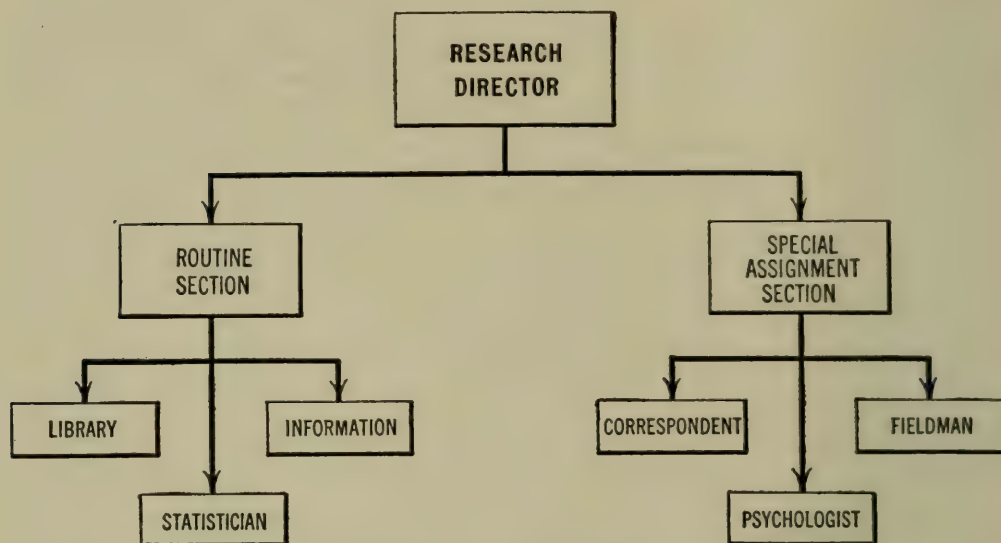 RESEARCH
DIRECTOR
ROUTINE
SECTION
SPECIAL
ASSIGNMENT
SECTION
LIBRARY
INFORMATION
CORRESPONDENT
FIELDMAN
STATISTICIAN
PSYCHOLOGIST